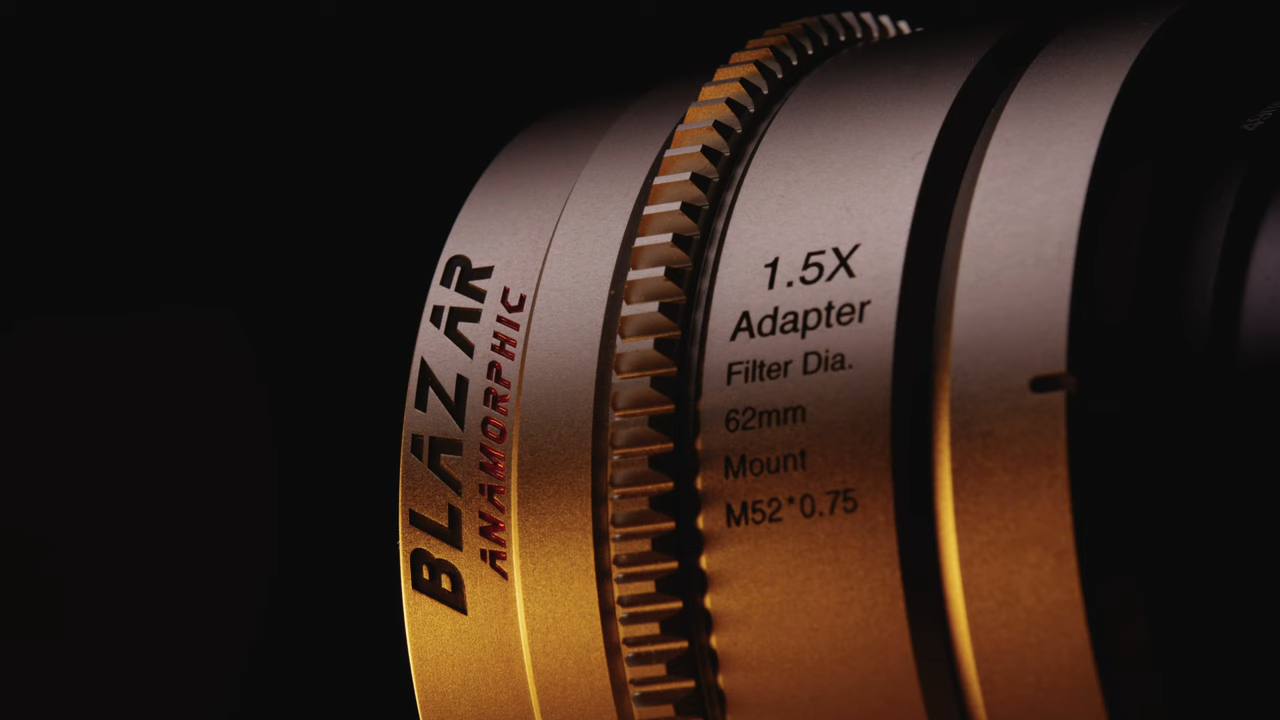 BLAZAR
ANAMORPHIC
1.5X
Adapter
Filter Dia.
62mm
Mount
M52*0.75